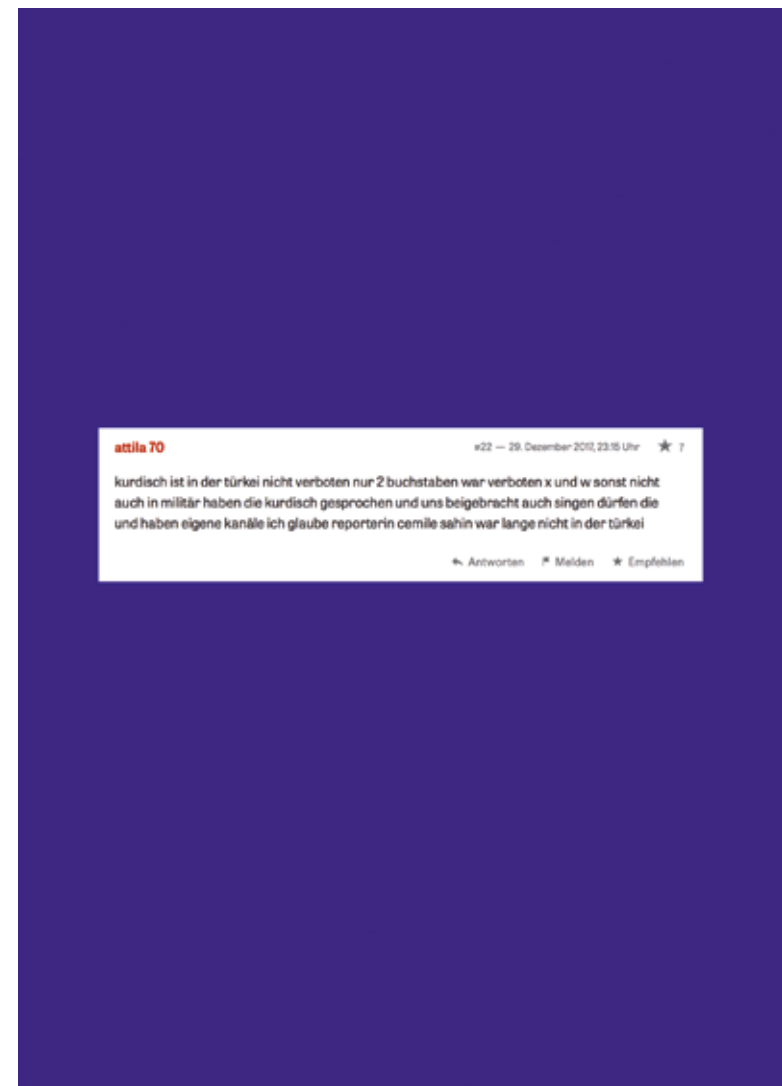 attila 70
#22 — 29. Dezember 2017, 23:15 Uhr ★ 7
kurdisch ist in der türkei nicht verboten nur 2 buchstaben war verboten x und w sonst nicht
auch in militär haben die kurdisch gesprochen und uns beigebracht auch singen dürfen die
und haben eigene kanäle ich glaube reporterin cemile sahin war lange nicht in der türkei
Antworten Melden ★ Empfehlen